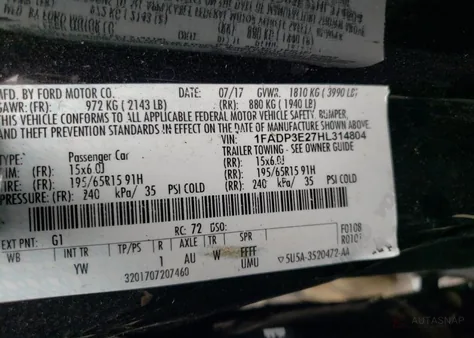 MFD. BY FORD MOTOR CO. DATE: 07/17 GVWR: 1810 KG ( 3990 LB)
GAWR: (FR): 972 KG ( 2143 LB) (RR): 880 KG ( 1940 LB)
THIS VEHICLE CONFORMS TO ALL APPLICABLE FEDERAL MOTOR VEHICLE SAFETY, BUMPER,
AND THEFT PREVENTION STANDARDS IN EFFECT ON THE DATE OF MANUFACTURE SHOWN ABOVE.
VIN: 1FADP3E27HL314804
TYPE: Passenger Car TRAILER TOWING - SEE OWNER GUIDE
RIM: (FR): 15x6.0J (RR): 15x6.0J
TIRE: (FR): 195/65R15 91H (RR): 195/65R15 91H
PRESSURE: (FR): 240 kPa/ 35 PSI COLD (RR): 240 kPa/ 35 PSI COLD
EXT PNT: G1 RC: 72 DSO: F0108
WB INT TR TP/PS R AXLE TR SPR
YW 1 AU W FFFF
UMU
3201707207460
5U5A-3520472-AA
AUTASNAP